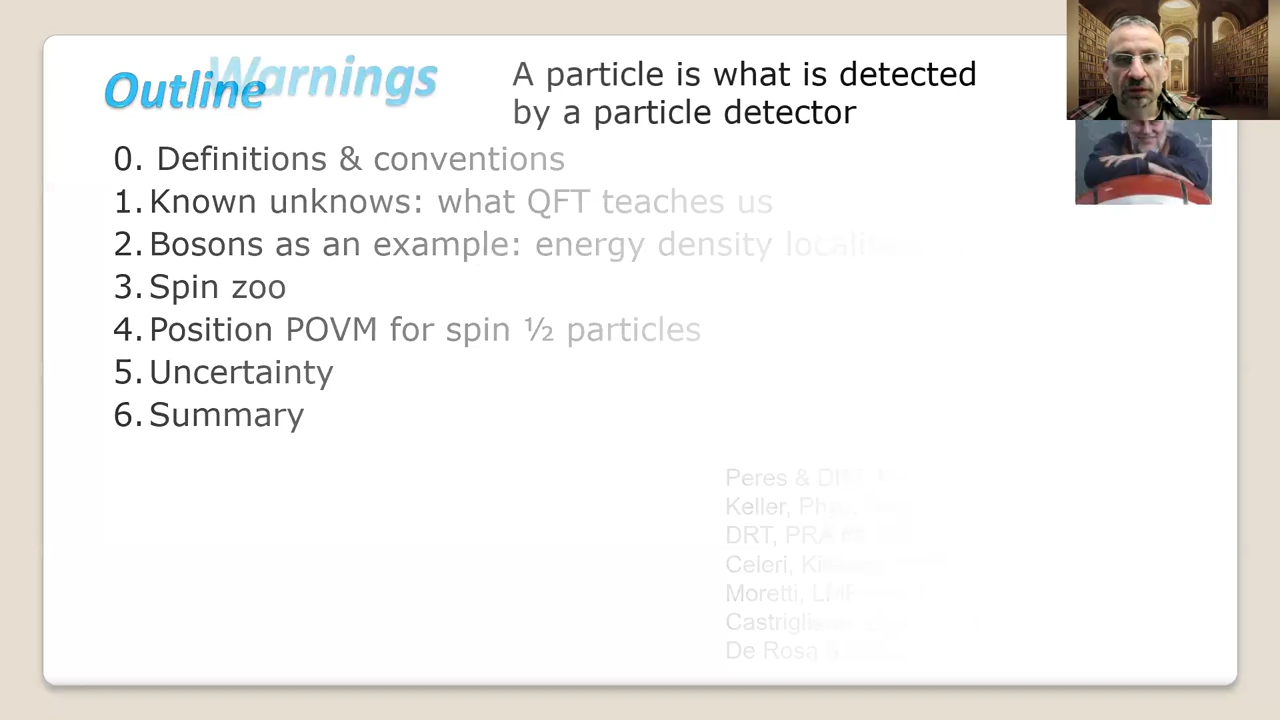 Outline Warnings
A particle is what is detected
by a particle detector
0. Definitions & conventions
1. Known unknows: what QFT teaches us
2. Bosons as an example: energy density
3. Spin zoo
4. Position POVM for spin ½ particles
5. Uncertainty
6. Summary
Peres &
Keller,
DRT, PRA
Celeri,
Moretti,
De Rosa